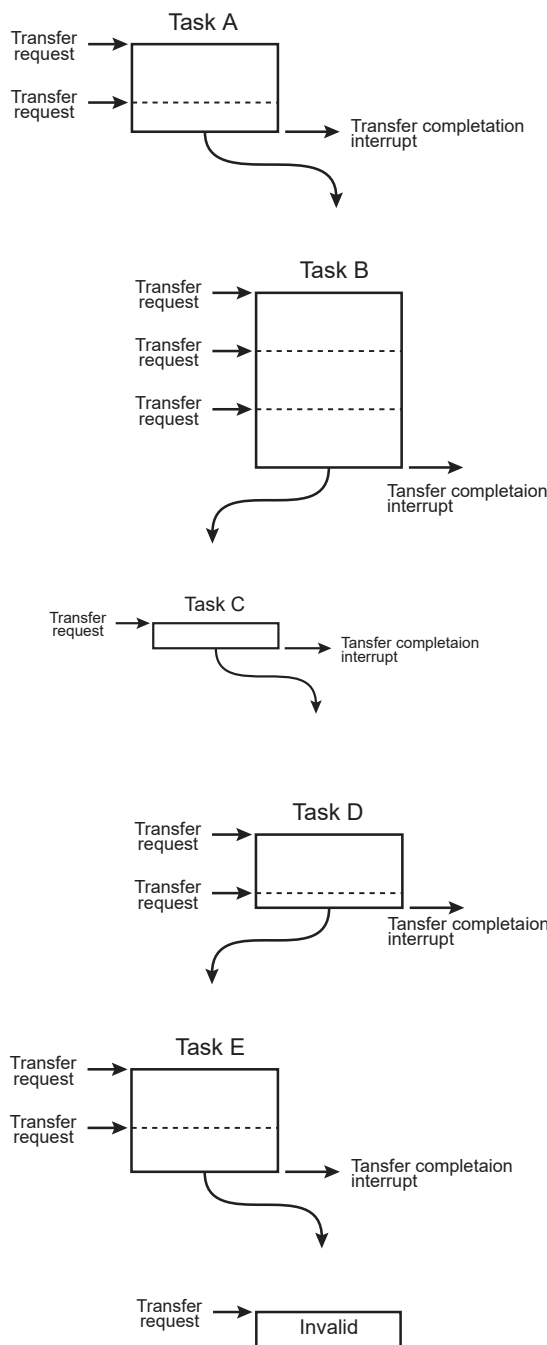 Task A
Transfer
request
Transfer
request
Transfer completation
interrupt
Task B
Transfer
request
Transfer
request
Transfer
request
Tansfer completaion
interrupt
Task C
Transfer
request
Tansfer completaion
interrupt
Task D
Transfer
request
Transfer
request
Tansfer completaion
interrupt
Task E
Transfer
request
Transfer
request
Tansfer completaion
interrupt
Transfer
request
Invalid